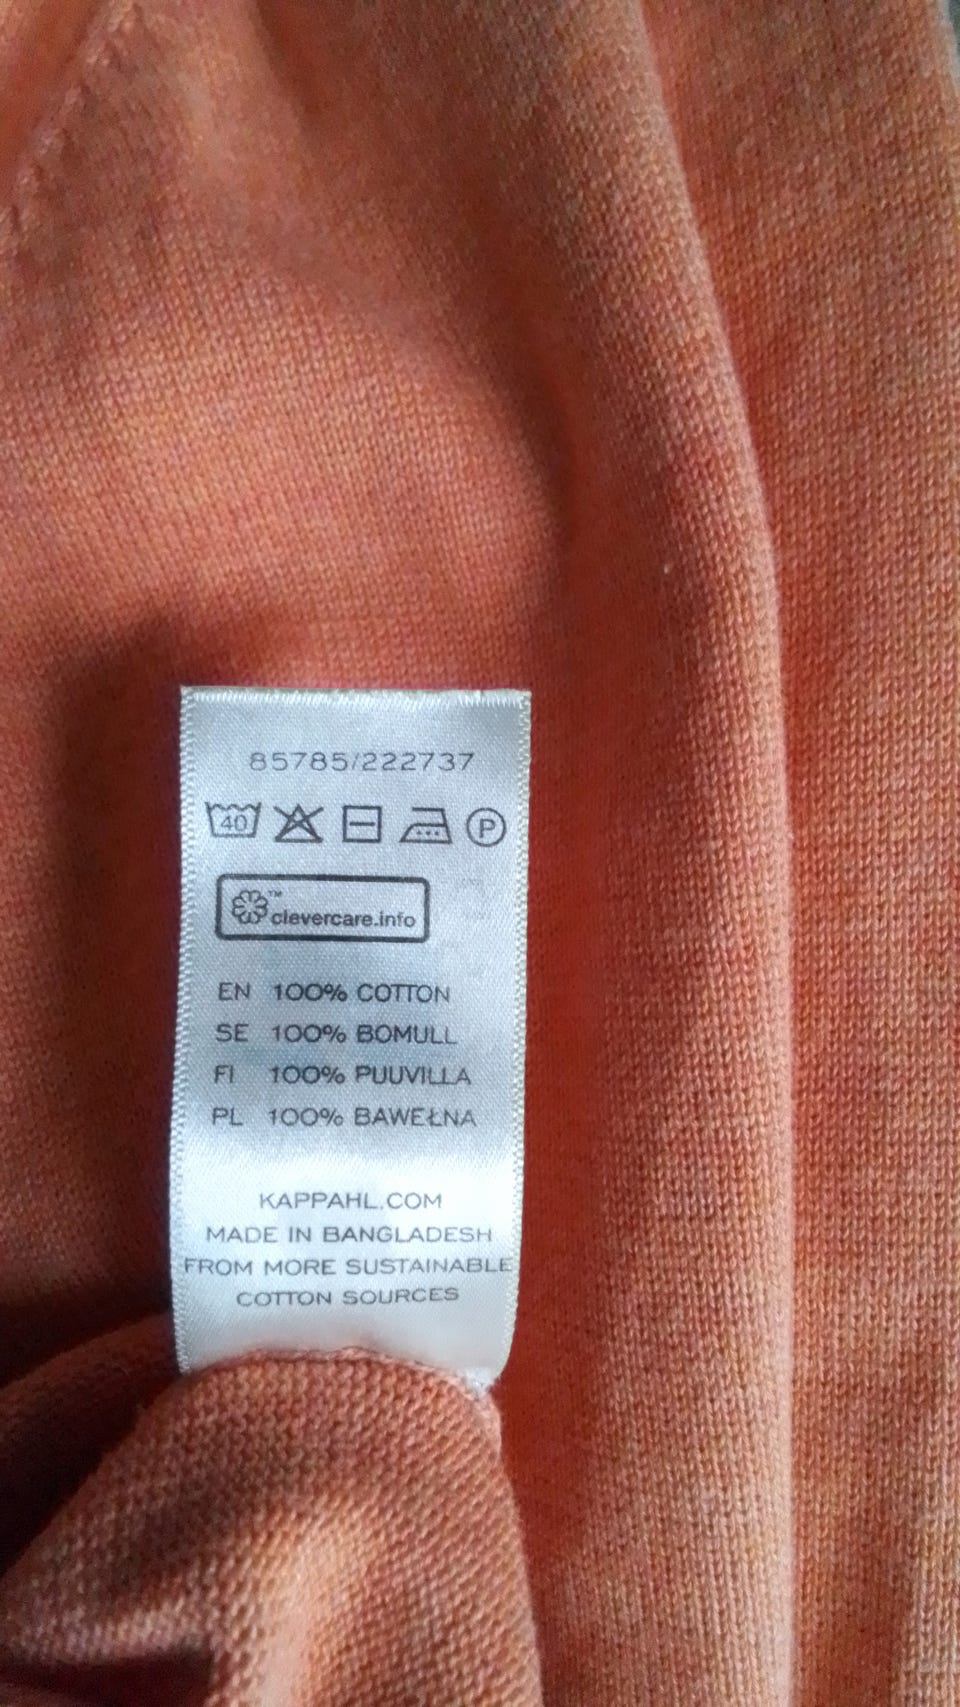 85785/222737
40 P
™
clevercare.info
EN 100% COTTON
SE 100% BOMULL
FI 100% PUUVILLA
PL 100% BAWEŁNA
KAPPAHL.COM
MADE IN BANGLADESH
FROM MORE SUSTAINABLE
COTTON SOURCES